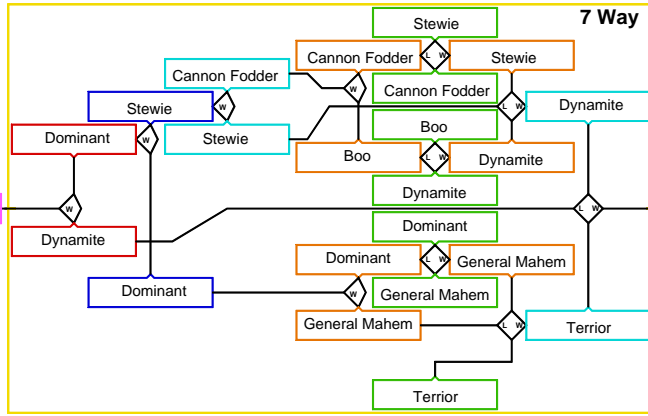 7 Way
Stewie
Cannon Fodder
L W
Stewie
Cannon Fodder
W
Cannon Fodder
Stewie
W
Dynamite
L W
Stewie
Boo
Dominant
W
Stewie
Boo
L W
Dynamite
Dynamite
W
L W
Dynamite
Dominant
Dominant
L W
General Mahem
Dominant
W
General Mahem
General Mahem
L W
Terrior
Terrior